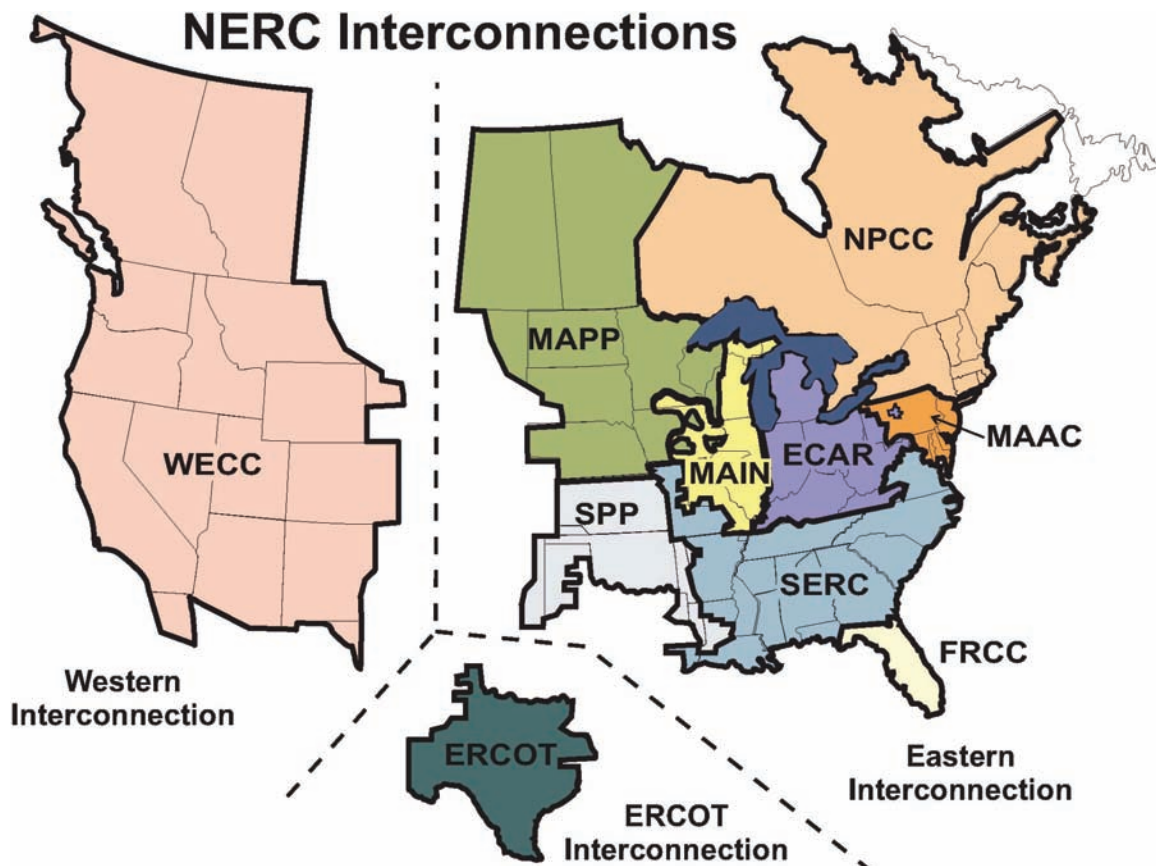 NERC Interconnections
NPCC
MAPP
MAAC
WECC
MAIN
ECAR
SPP
SERC
FRCC
Western
Interconnection
ERCOT
Eastern
Interconnection
ERCOT
Interconnection